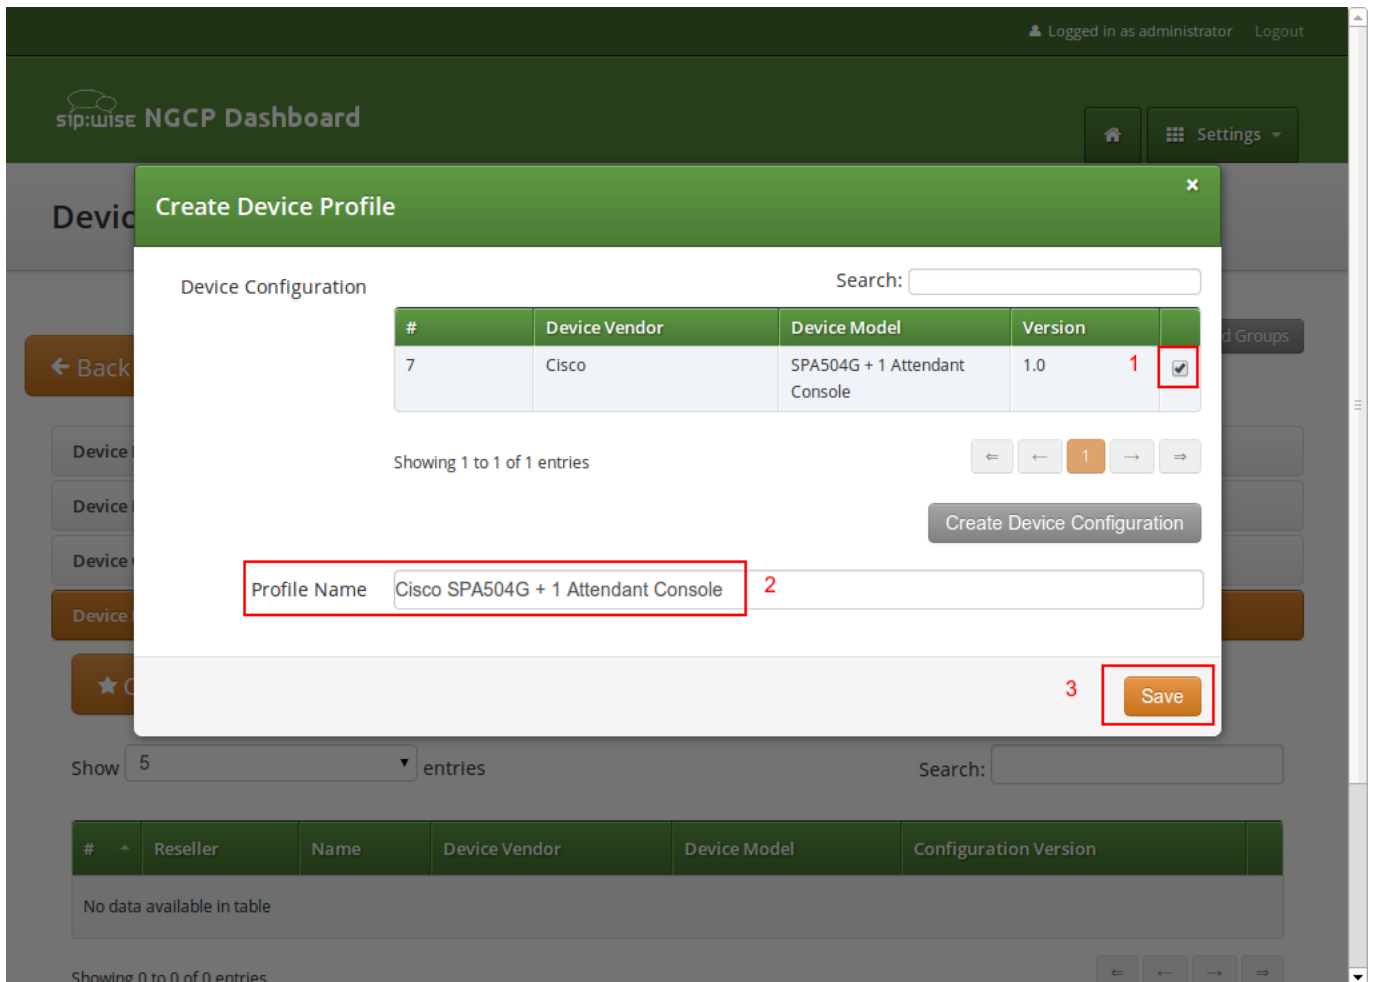 Logged in as administrator Logout
sip:wise NGCP Dashboard
Settings
Devic
Create Device Profile
×
Device Configuration
Search:
# Device Vendor Device Model Version
7 Cisco SPA504G + 1 Attendant 1.0 1
Console
d Groups
Back
Device
Showing 1 to 1 of 1 entries
⇐ ← 1 → ⇒
Device
Create Device Configuration
Device
Profile Name Cisco SPA504G + 1 Attendant Console 2
Device
3 Save
Show 5 entries
Search:
# Reseller Name Device Vendor Device Model Configuration Version
No data available in table
Showing 0 to 0 of 0 entries
⇐ ← → ⇒